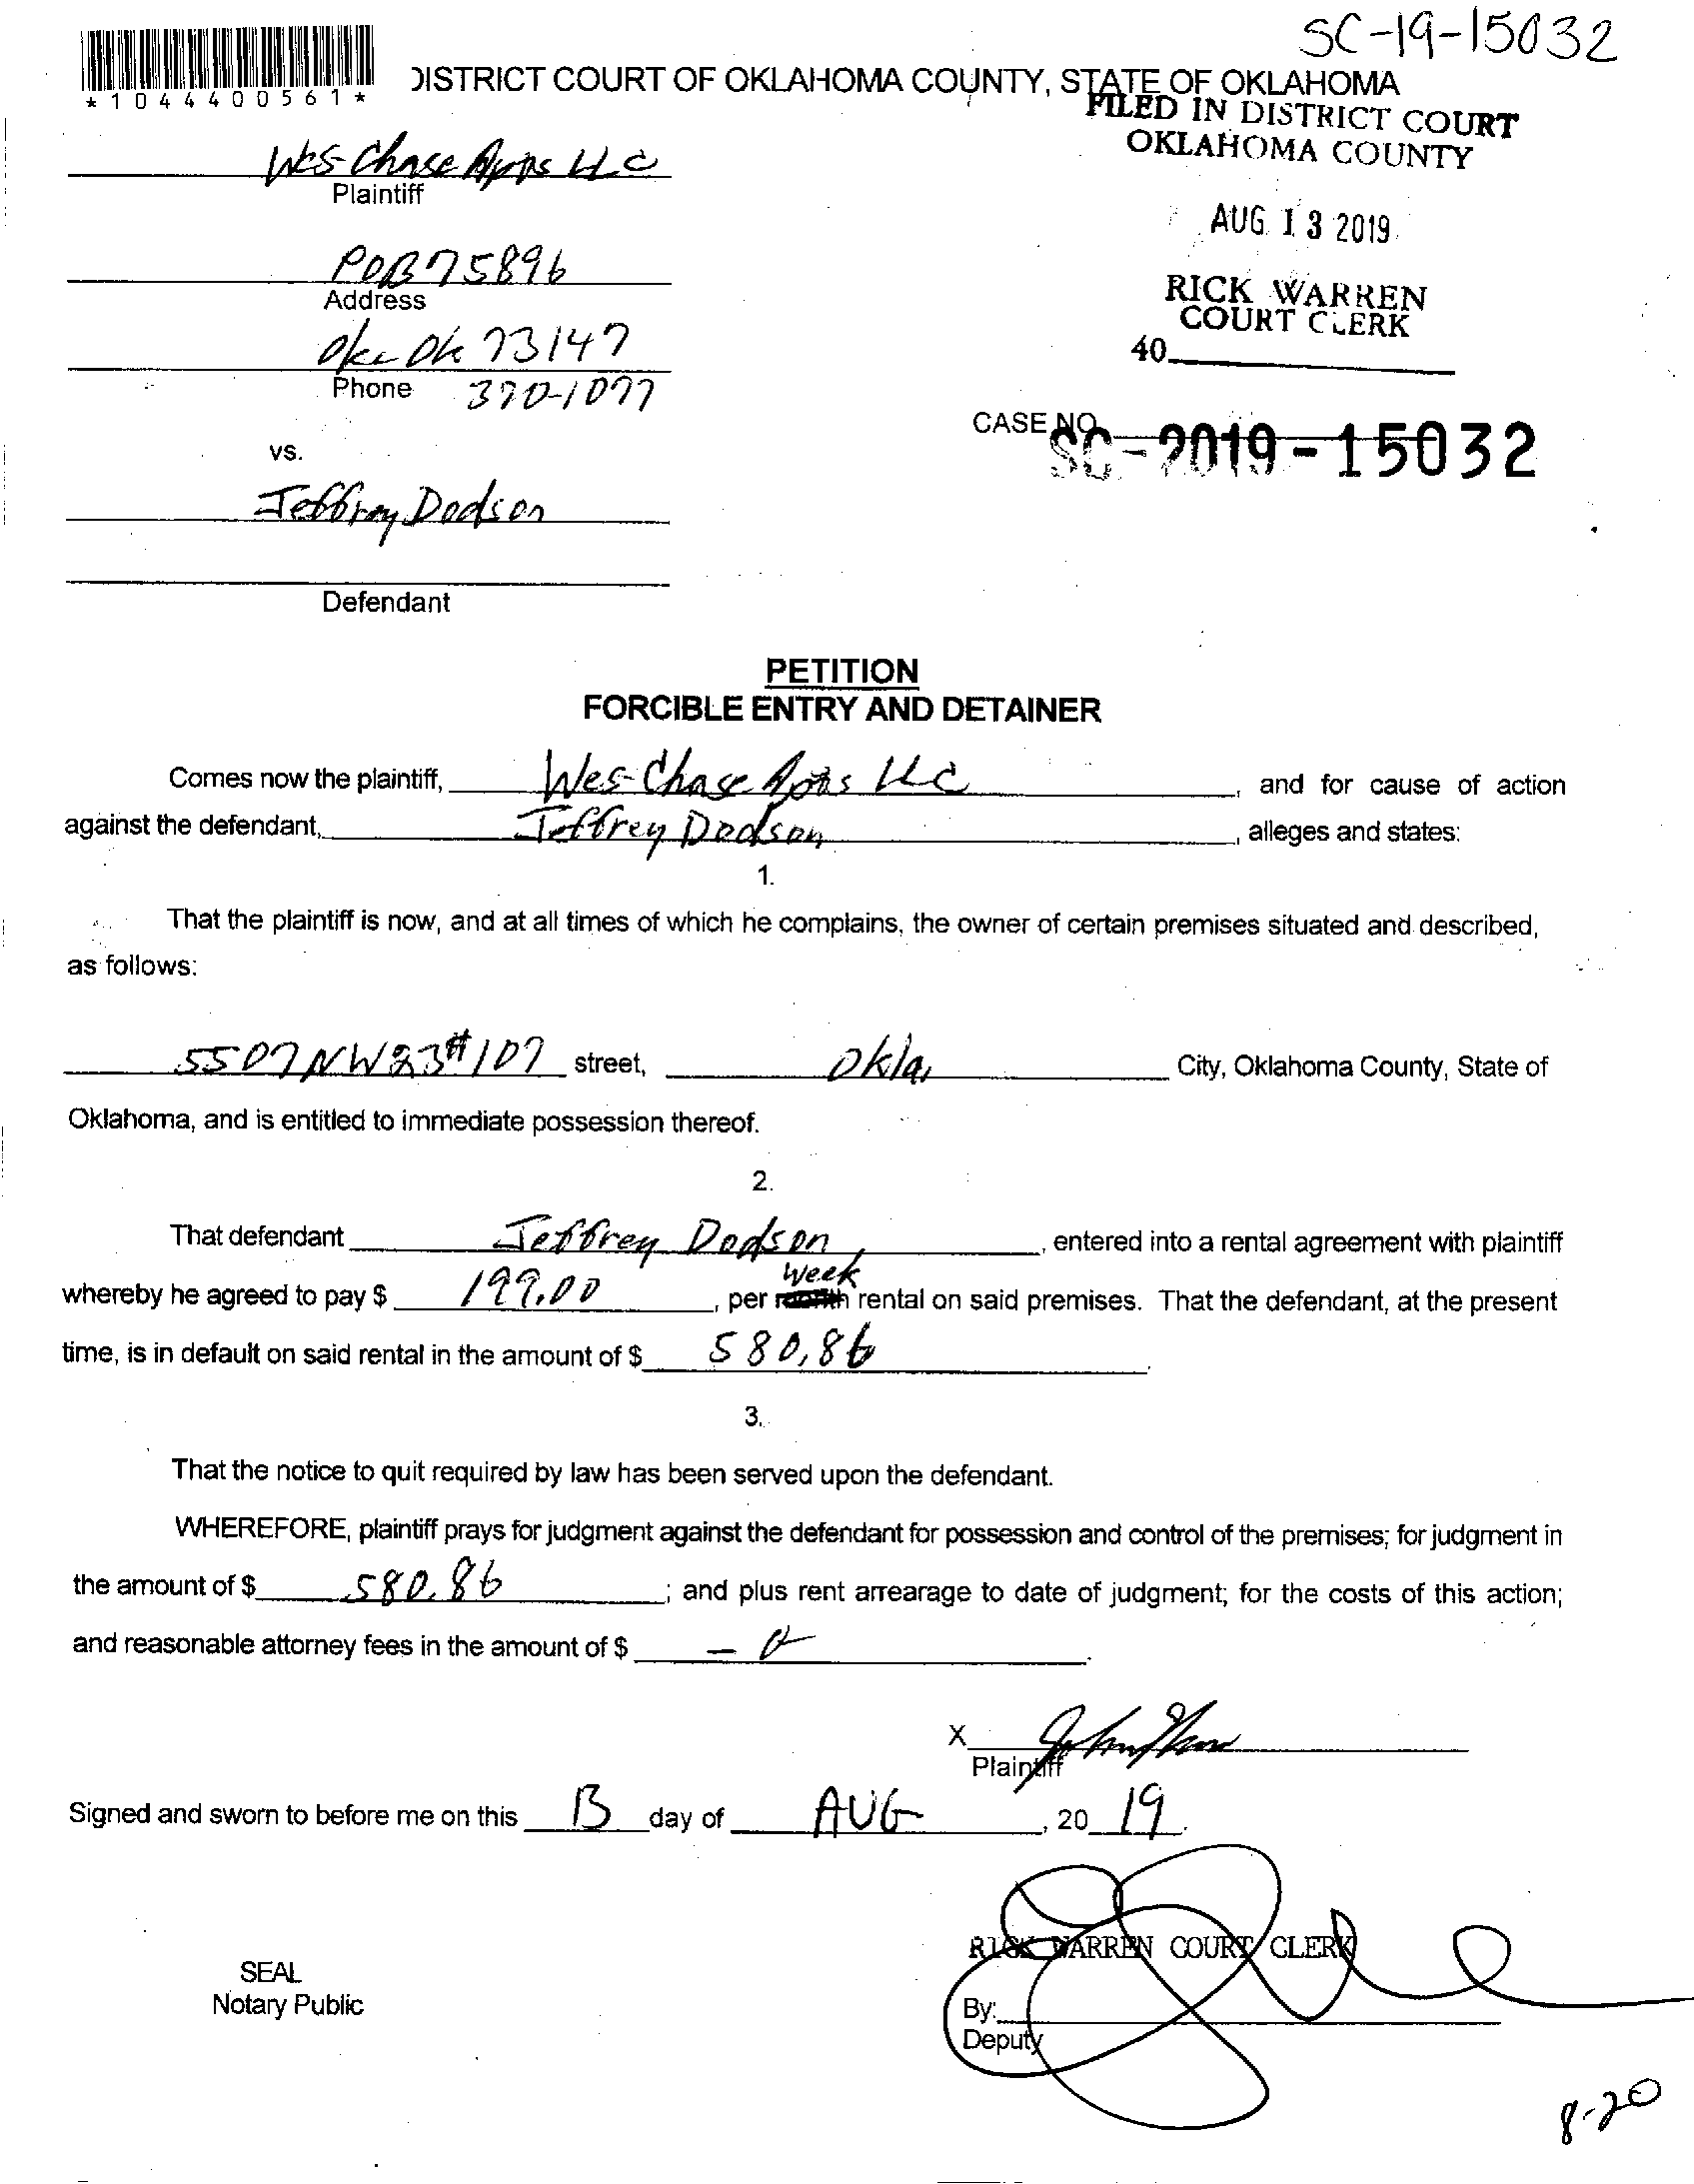 SC-19-15032
*1044400561*
DISTRICT COURT OF OKLAHOMA COUNTY, STATE OF OKLAHOMA
FILED IN DISTRICT COURT
OKLAHOMA COUNTY
Wes-Chase Apts LLC
Plaintiff
AUG 13 2019
POB 75896
Address
RICK WARREN
COURT CLERK
Okc Ok 73147
40
Phone 370-1077
CASE NO. SC-2019-15032
vs.
Jeffrey Dodson
Defendant
PETITION
FORCIBLE ENTRY AND DETAINER
Comes now the plaintiff, Wes-Chase Apts LLC, and for cause of action
against the defendant, Jeffrey Dodson, alleges and states:
1.
That the plaintiff is now, and at all times of which he complains, the owner of certain premises situated and described,
as follows:
5507 NW 23 #107 street, Okla, City, Oklahoma County, State of
Oklahoma, and is entitled to immediate possession thereof.
2.
That defendant Jeffrey Dodson, entered into a rental agreement with plaintiff
Week
whereby he agreed to pay $ 199.00, per month rental on said premises. That the defendant, at the present
time, is in default on said rental in the amount of $ 580.86.
3.
That the notice to quit required by law has been served upon the defendant.
WHEREFORE, plaintiff prays for judgment against the defendant for possession and control of the premises; for judgment in
the amount of $ 580.86; and plus rent arrearage to date of judgment; for the costs of this action;
and reasonable attorney fees in the amount of $ -0.
X
Plaintiff
Signed and sworn to before me on this 13 day of AUG, 20 19.
RICK WARREN COURT CLERK
SEAL
Notary Public
By:
Deputy
8-20